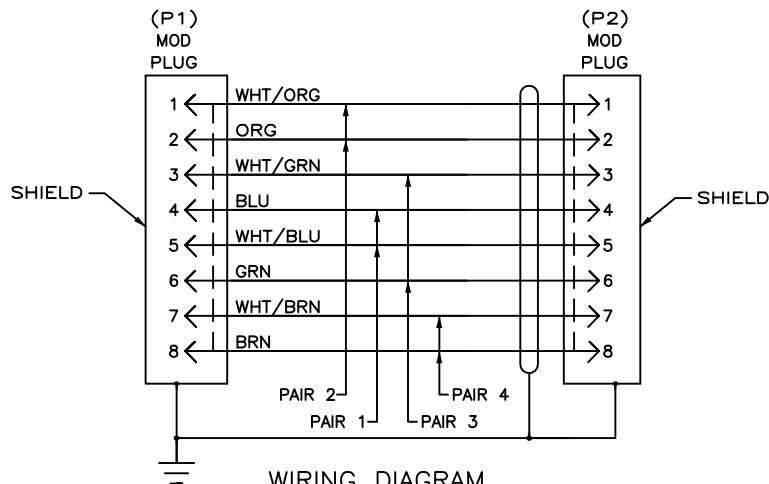 (P1) (P2)
MOD MOD
PLUG PLUG
1 WHT/ORG 1
2 ORG 2
3 WHT/GRN 3
SHIELD SHIELD
4 BLU 4
5 WHT/BLU 5
6 GRN 6
7 WHT/BRN 7
8 BRN 8
PAIR 2 PAIR 4
PAIR 1 PAIR 3
WIRING DIAGRAM